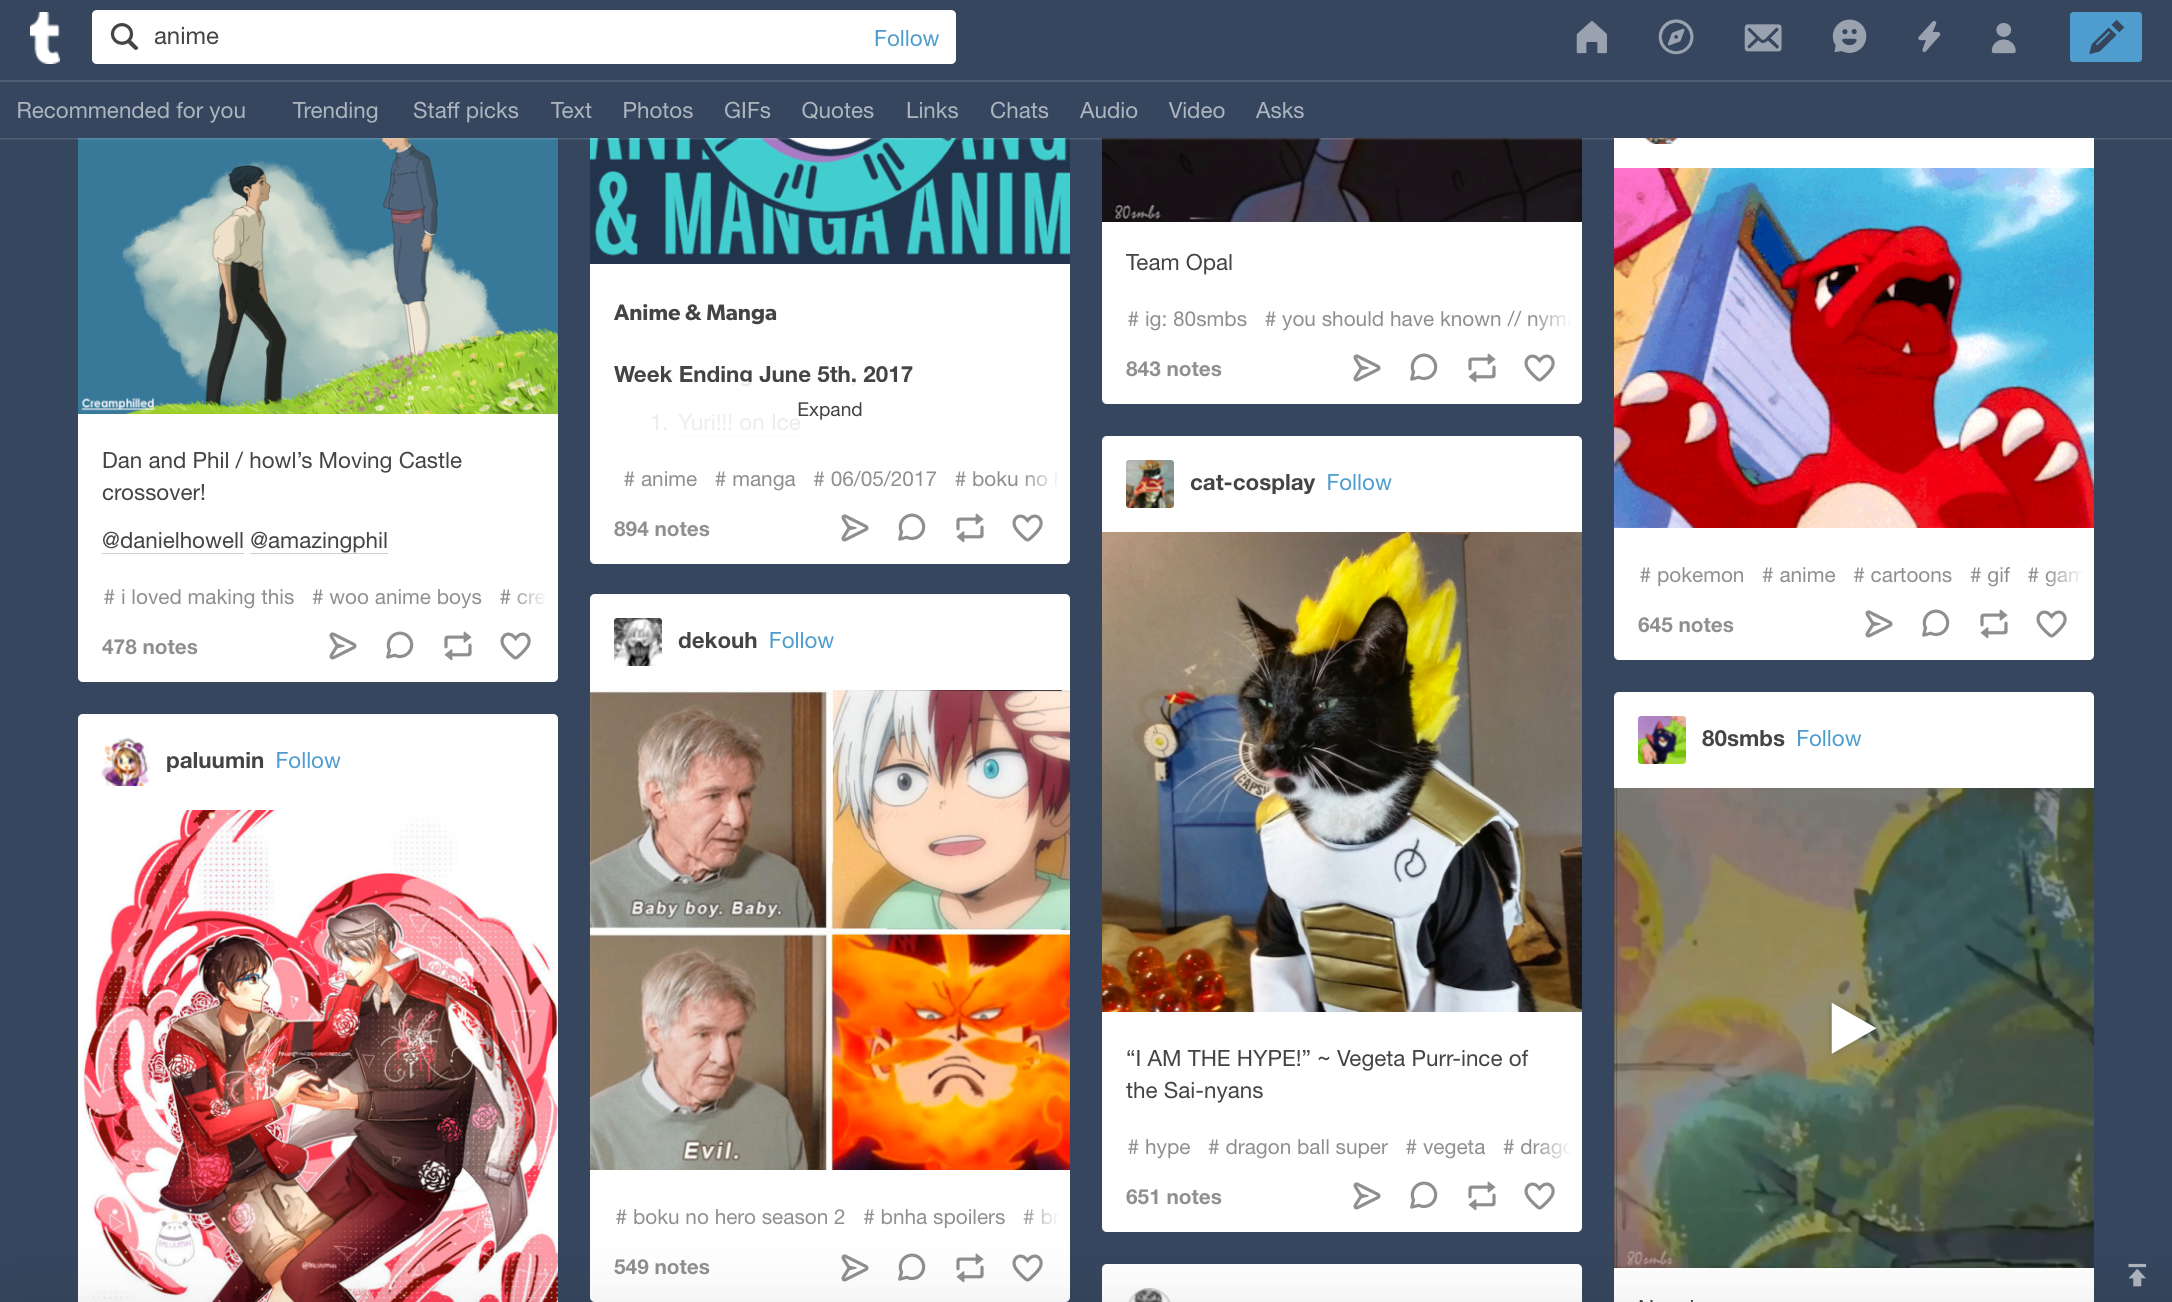 t
anime
Follow
Recommended for you
Trending
Staff picks
Text
Photos
GIFs
Quotes
Links
Chats
Audio
Video
Asks
Creamphilled
Dan and Phil / howl's Moving Castle
crossover!
@danielhowell @amazingphil
# i loved making this # woo anime boys # cre
478 notes
paluumin Follow
& MANGA ANIM
Anime & Manga
Week Ending June 5th, 2017
Expand
1. Yuri!!! on Ice
# anime # manga # 06/05/2017 # boku no
894 notes
dekouh Follow
Baby boy. Baby.
Evil.
# boku no hero season 2 # bnha spoilers # b
549 notes
80smbs
Team Opal
# ig: 80smbs # you should have known // nym
843 notes
cat-cosplay Follow
CAPS
“I AM THE HYPE!” ~ Vegeta Purr-ince of
the Sai-nyans
# hype # dragon ball super # vegeta # drag
651 notes
# pokemon # anime # cartoons # gif # gam
645 notes
80smbs Follow
80smbs